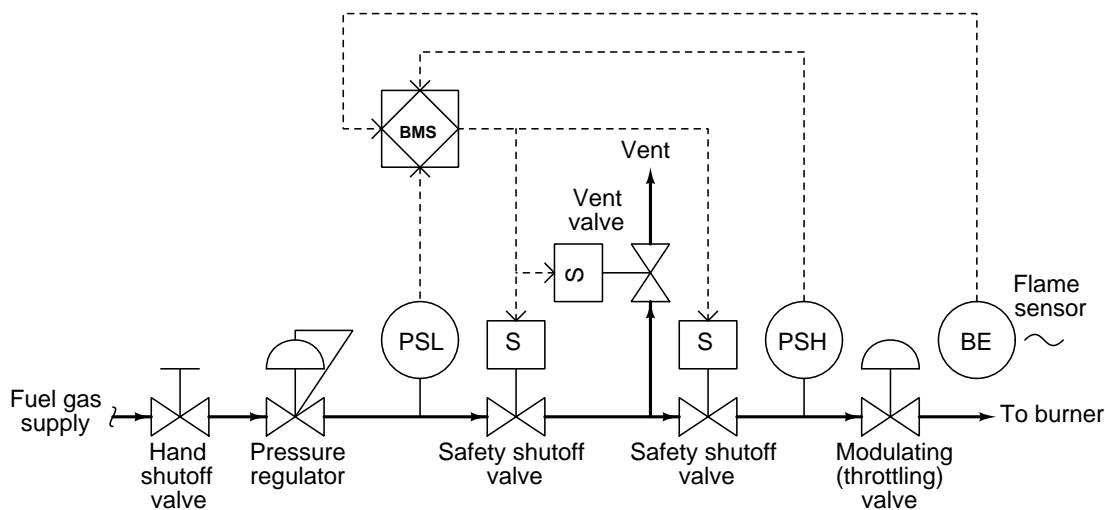 BMS
Vent
Vent
valve
S
Flame
sensor
PSL
S
S
PSH
BE
Fuel gas
supply
To burner
Hand
shutoff
valve
Pressure
regulator
Safety shutoff
valve
Safety shutoff
valve
Modulating
(throttling)
valve